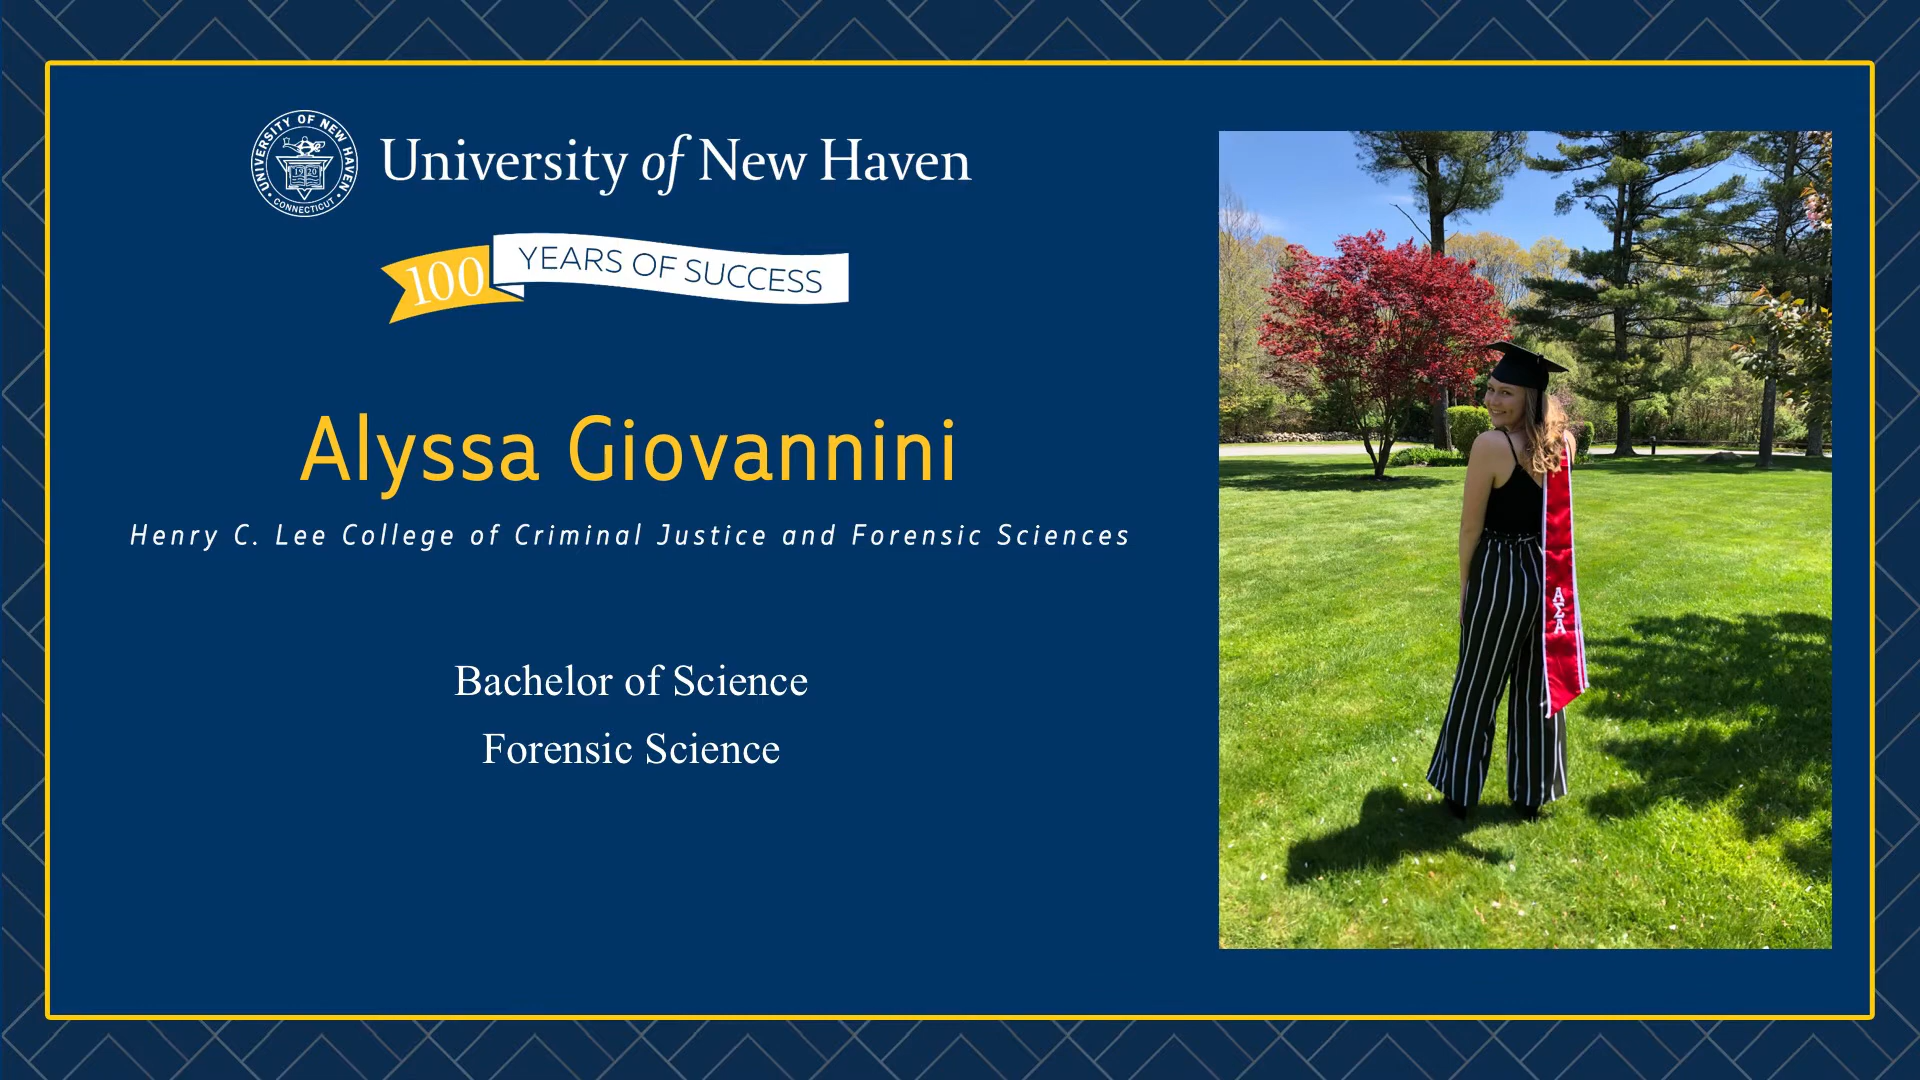 UNIVERSITY OF NEW HAVEN
1920
CONNECTICUT
University of New Haven
100 YEARS OF SUCCESS
Alyssa Giovannini
Henry C. Lee College of Criminal Justice and Forensic Sciences
Bachelor of Science
Forensic Science
ΑΣΑ